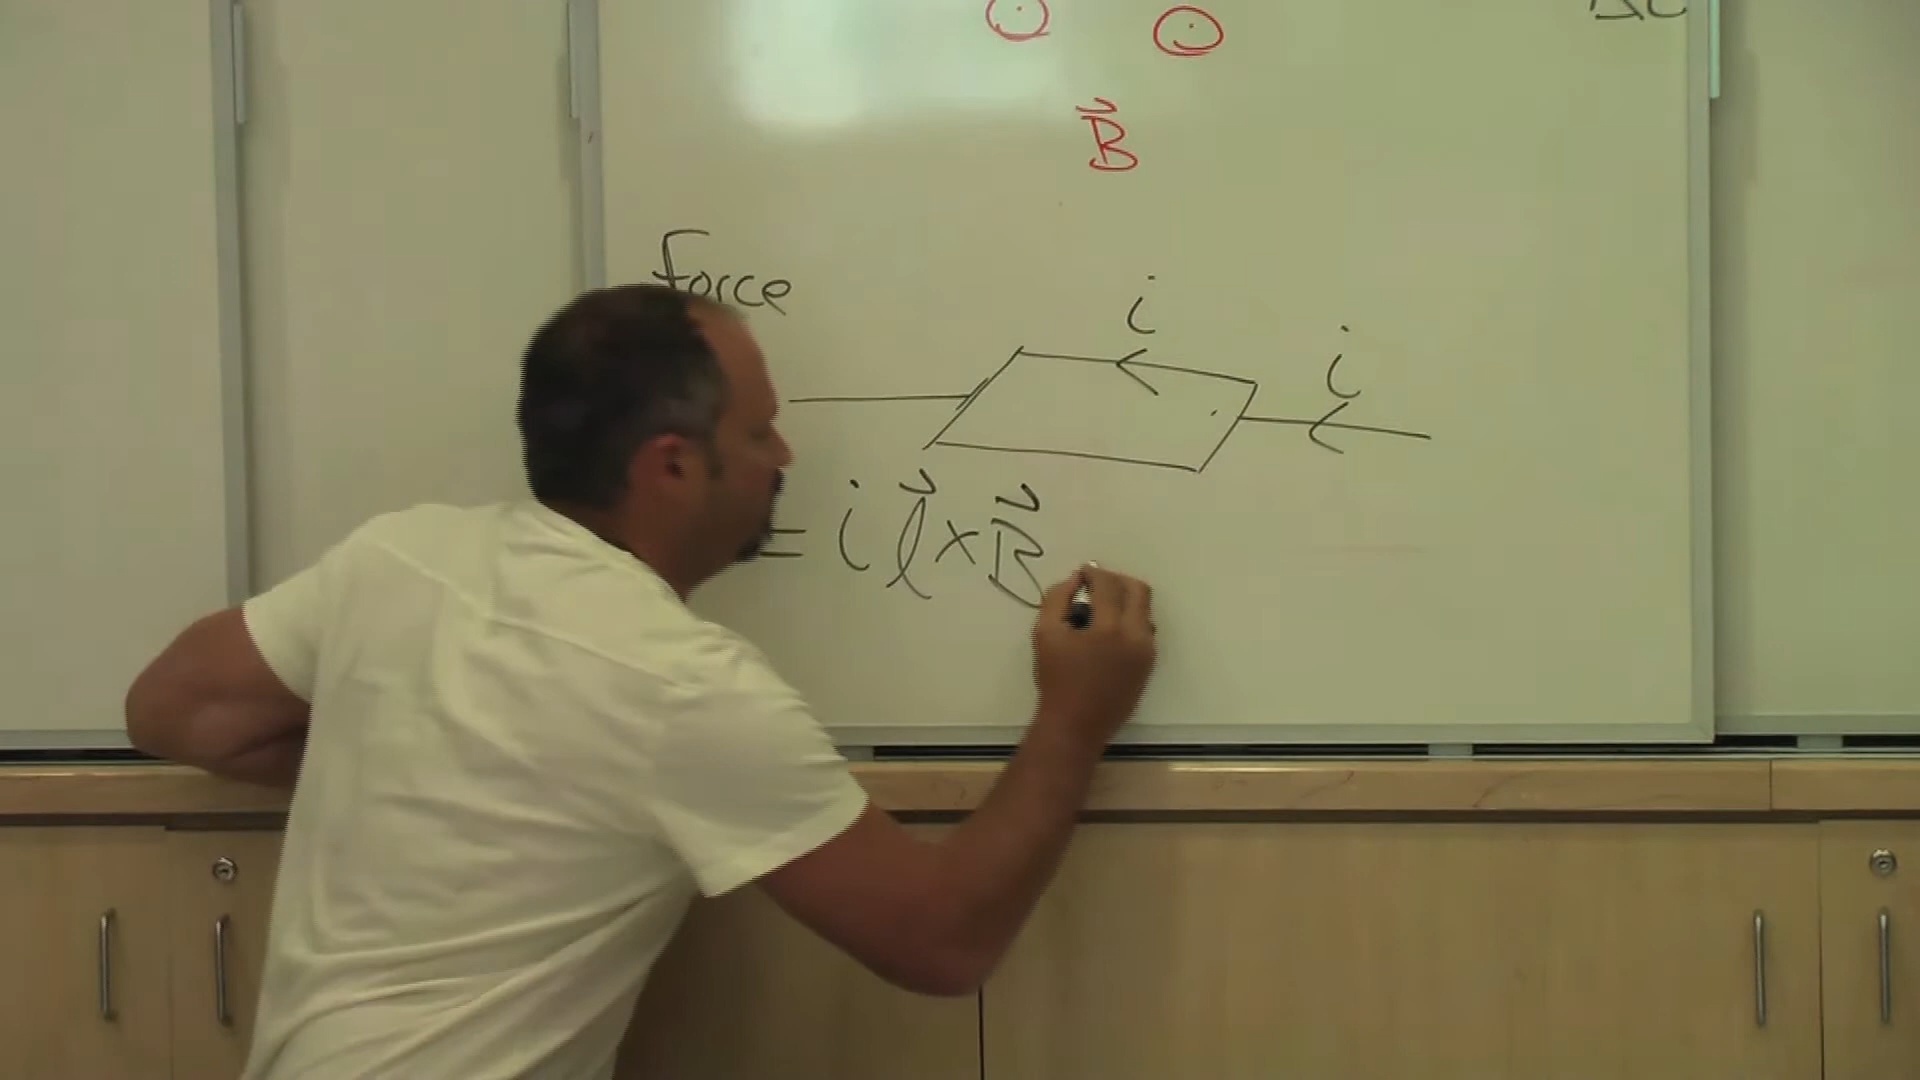 B⃗
Force
i
i
= i l⃗ × B⃗